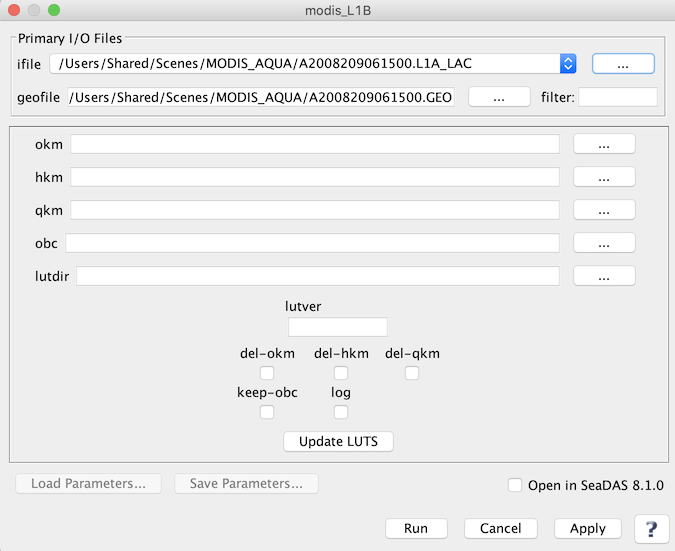 modis_L1B
Primary I/O Files
ifile /Users/Shared/Scenes/MODIS_AQUA/A2008209061500.L1A_LAC ...
geofile /Users/Shared/Scenes/MODIS_AQUA/A2008209061500.GEO ... filter:
okm ...
hkm ...
qkm ...
obc ...
lutdir ...
lutver
del-okm del-hkm del-qkm
keep-obc log
Update LUTS
Load Parameters... Save Parameters... Open in SeaDAS 8.1.0
Run Cancel Apply ?